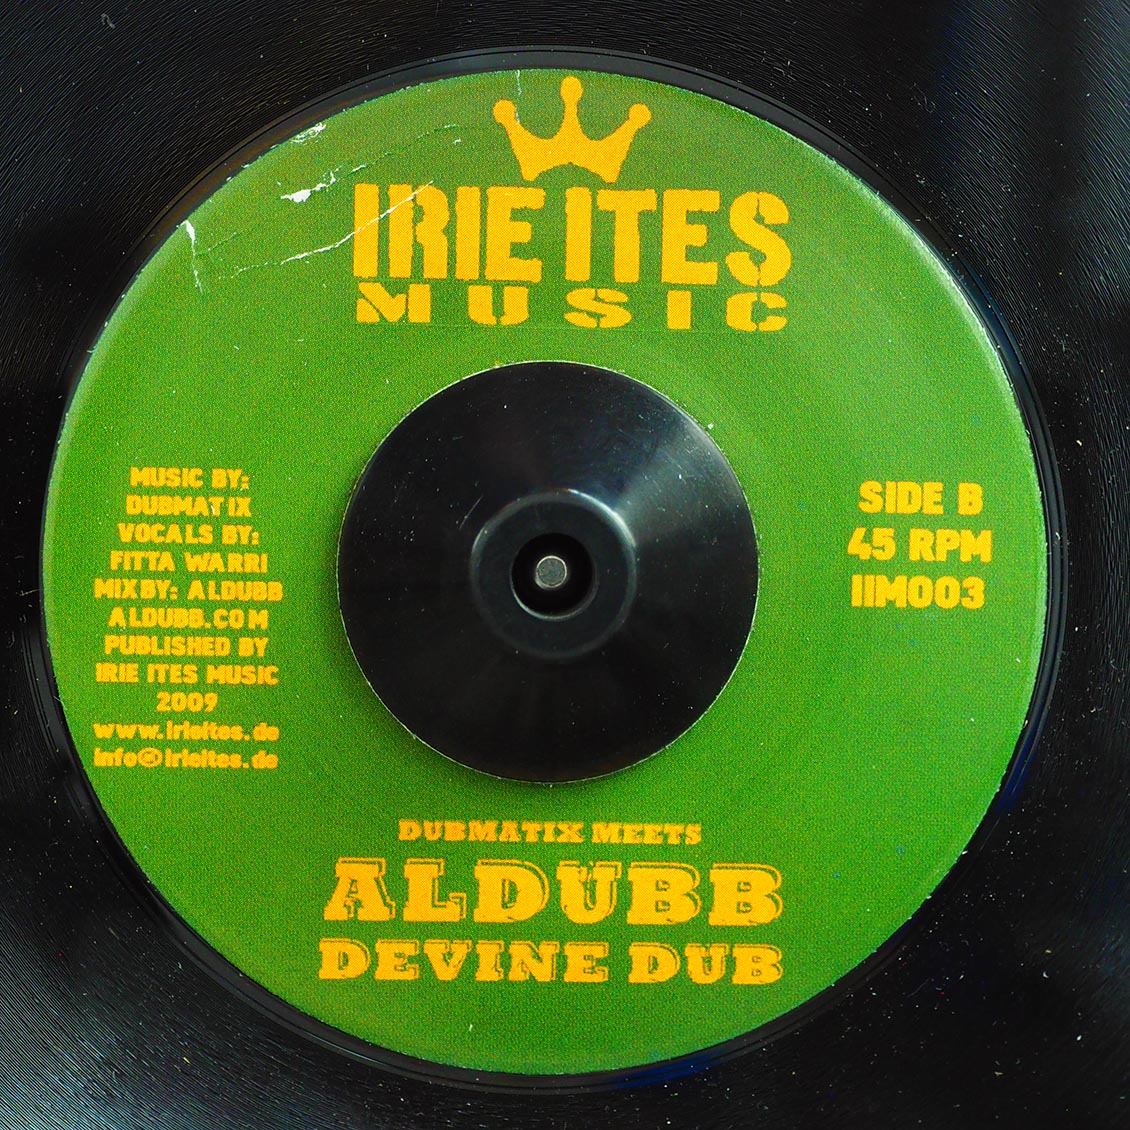 IRIE ITES
MUSIC
MUSIC BY:
DUBMATIX
VOCALS BY:
FITTA WARRI
MIX BY: ALDUBB
ALDUBB.COM
PUBLISHED BY
IRIE ITES MUSIC
2009
www.irieites.de
info@irieites.de
SIDE B
45 RPM
IIM003
DUBMATIX MEETS
ALDUBB
DEVINE DUB